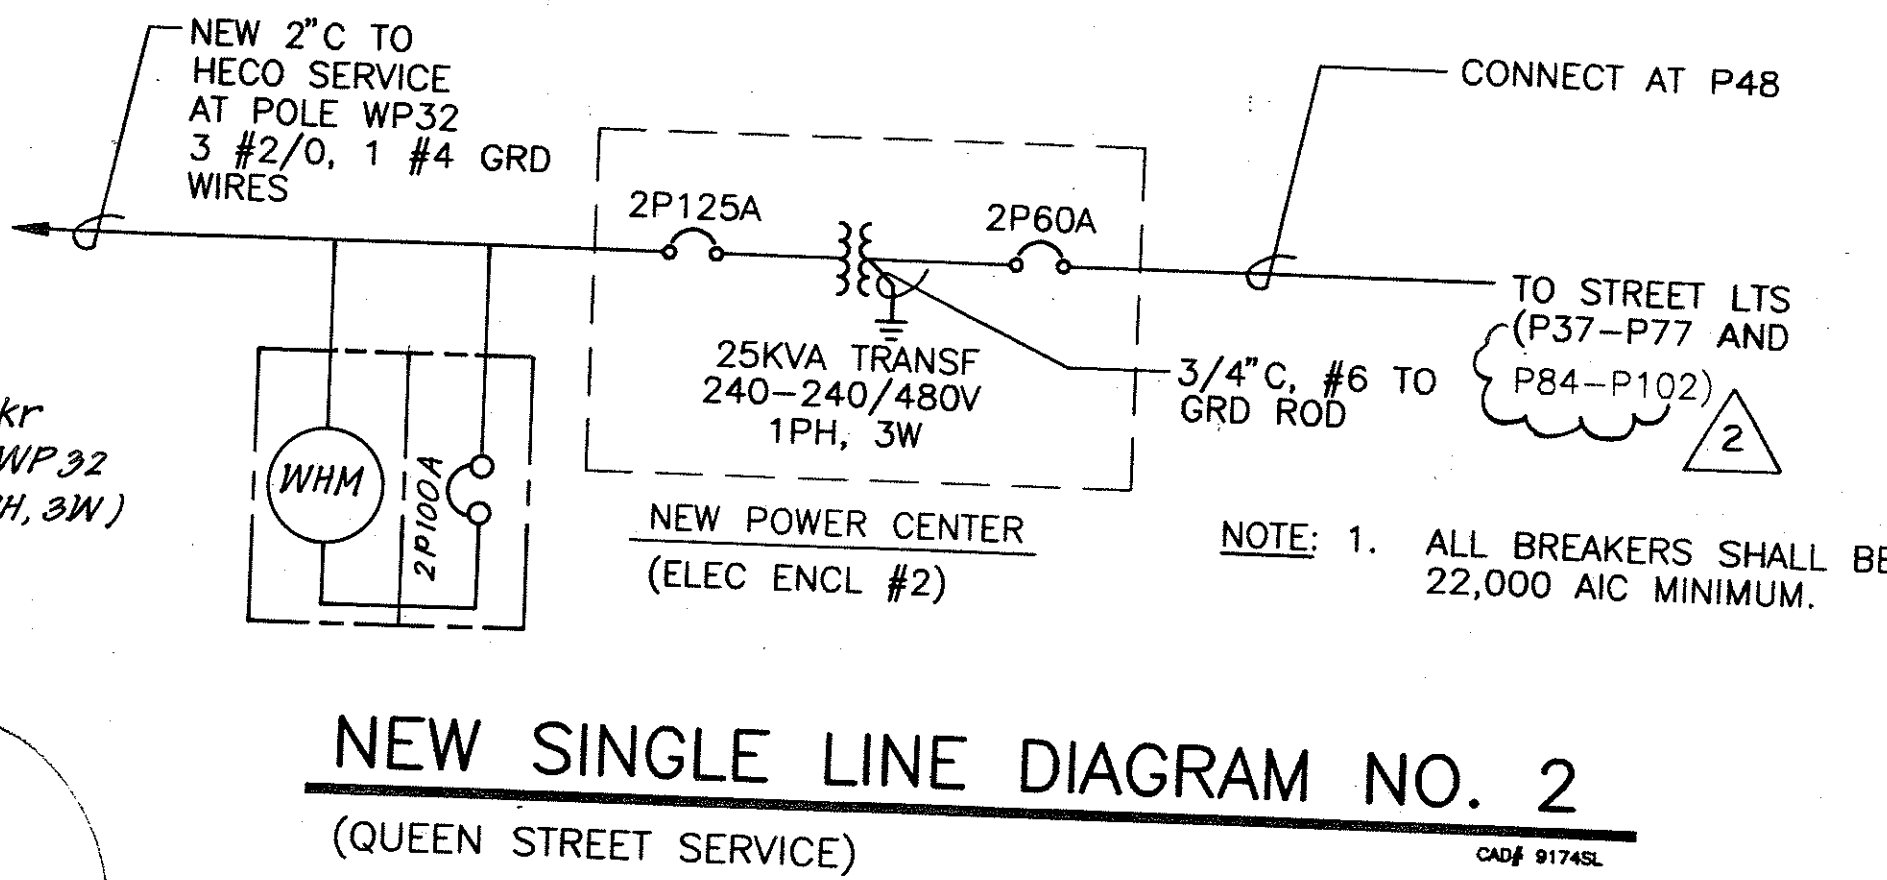 NEW 2"C TO
HECO SERVICE
AT POLE WP32
3 #2/0, 1 #4 GRD
WIRES
CONNECT AT P48
2P125A
2P60A
TO STREET LTS
(P37-P77 AND
P84-P102)
2
25KVA TRANSF
240-240/480V
1PH, 3W
3/4"C, #6 TO
GRD ROD
kr
WP32
H, 3W)
WHM
2P100A
NEW POWER CENTER
(ELEC ENCL #2)
NOTE: 1. ALL BREAKERS SHALL BE
22,000 AIC MINIMUM.
NEW SINGLE LINE DIAGRAM NO. 2
(QUEEN STREET SERVICE)
CAD# 9174SL